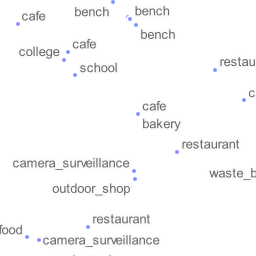 cafe
bench
bench
bench
college
cafe
school
restau
c
cafe
bakery
restaurant
camera_surveillance
waste_b
outdoor_shop
restaurant
food
camera_surveillance